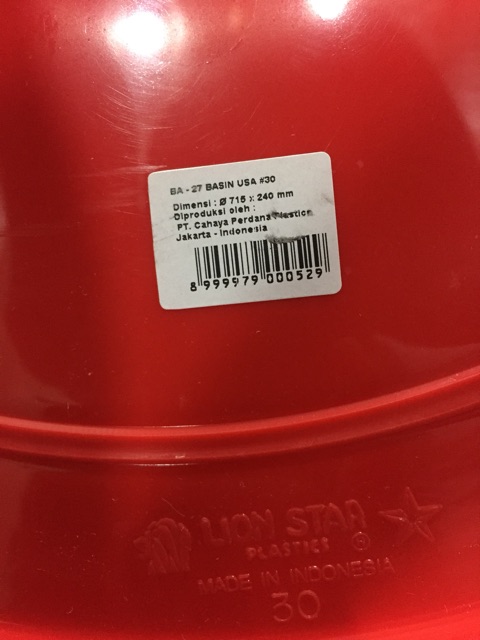 BA - 27 BASIN USA #30
Dimensi : Ø 715 x 240 mm
Diproduksi oleh :
PT. Cahaya Perdana Plastics
Jakarta - Indonesia
8 999979 000529
LION STAR
PLASTICS ®
MADE IN INDONESIA
30